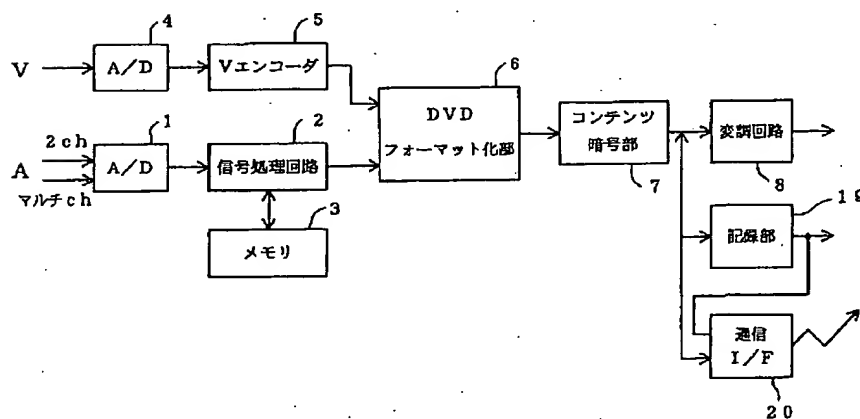 4
5
V
A/D
Vエンコーダ
6
DVD
フォーマット化部
コンテンツ
暗号部
7
変調回路
8
2ch
A
マルチch
1
A/D
2
信号処理回路
3
メモリ
19
記録部
通信
I/F
20